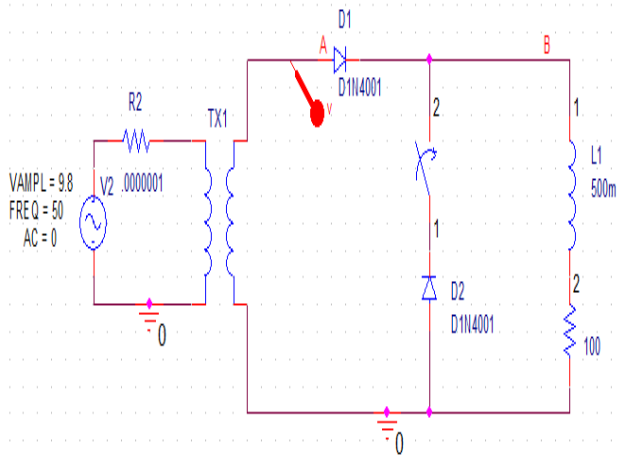 D1
A
B
D1N4001
V
R2
TX1
2
1
L1
500m
VAMPL = 9.8
V2
.0000001
FREQ = 50
AC = 0
1
2
D2
D1N4001
100
0
0